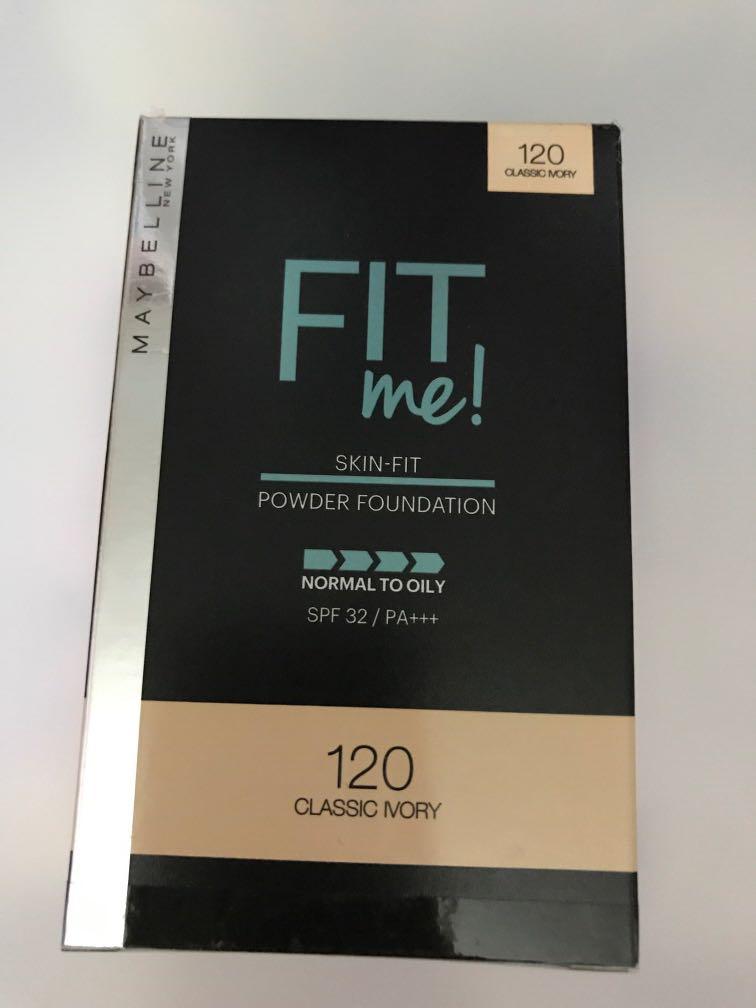 MAYBELLINE
NEW YORK
120
CLASSIC IVORY
FIT
me!
SKIN-FIT
POWDER FOUNDATION
NORMAL TO OILY
SPF 32 / PA+++
120
CLASSIC IVORY